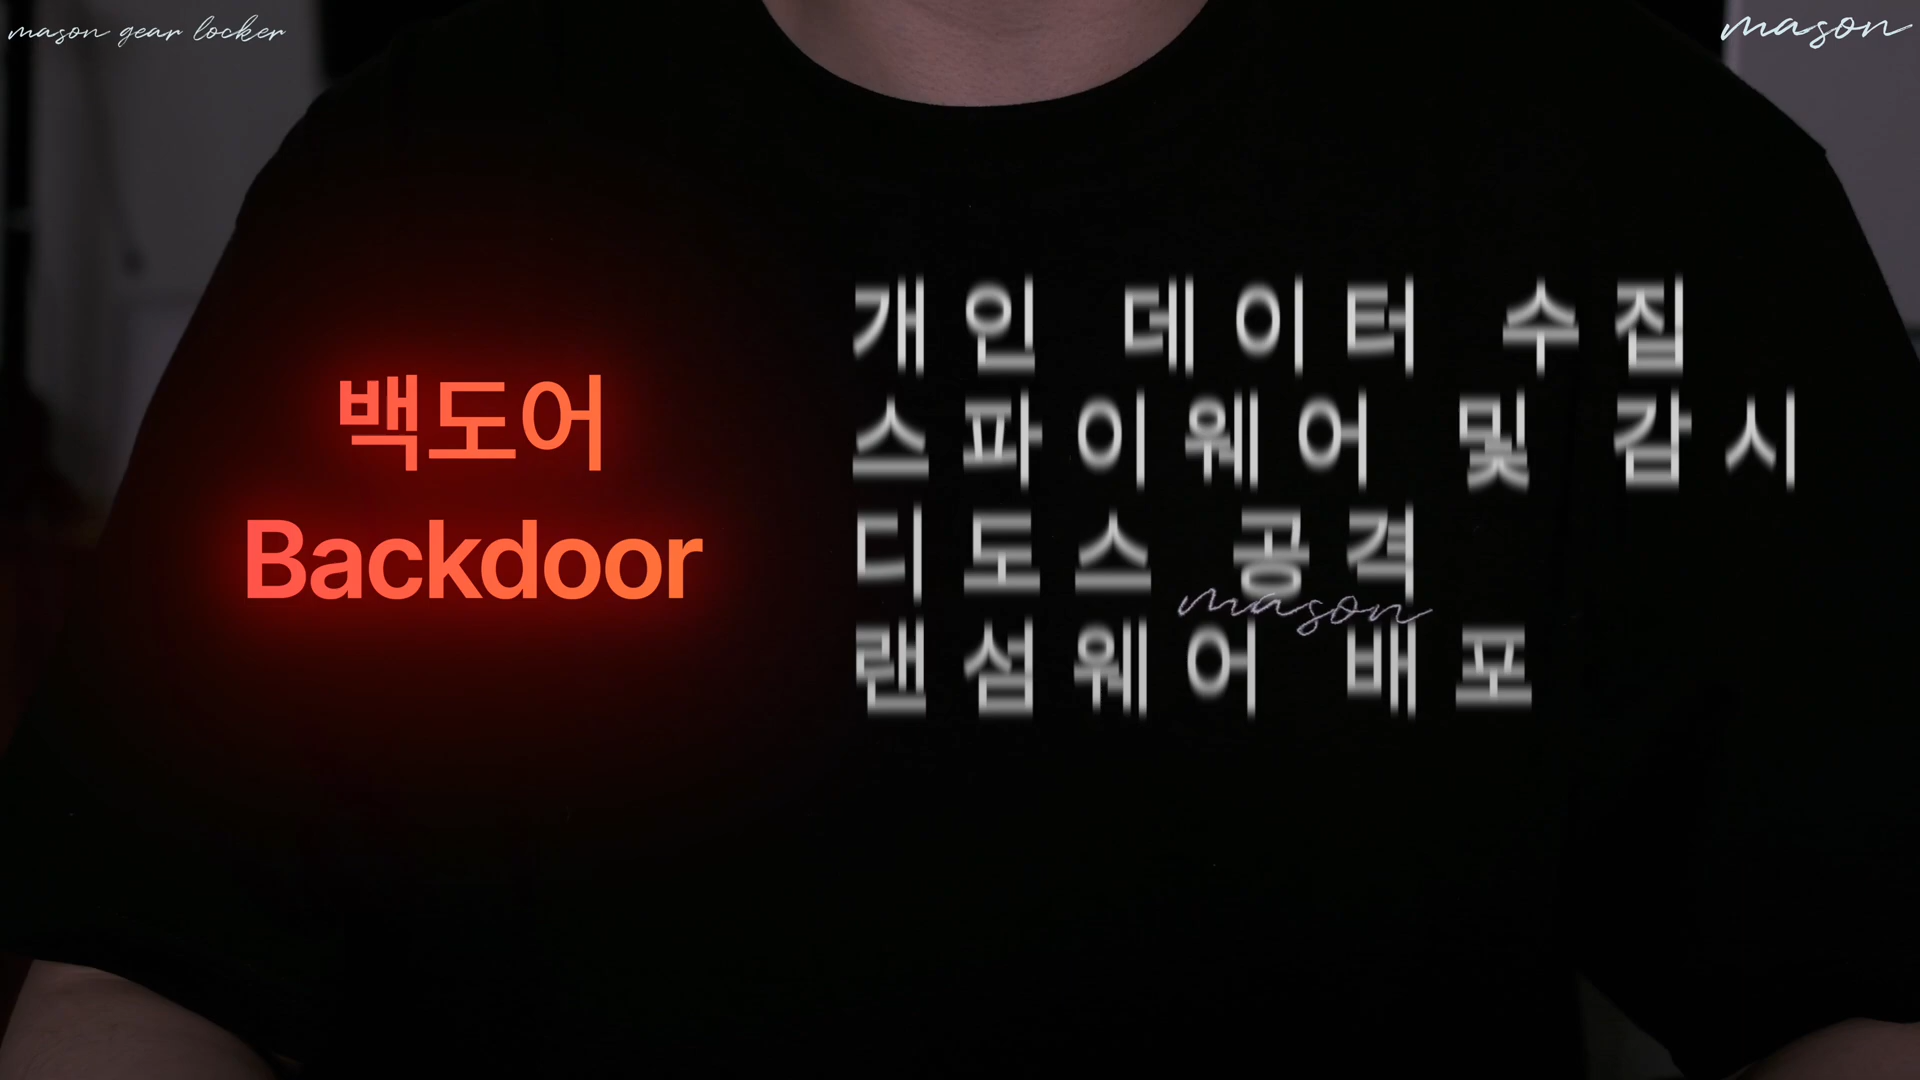 mason gear locker
mason
백도어
Backdoor
개인 데이터 수집
스파이웨어 및 감시
디도스 공격
mason
랜섬웨어 배포